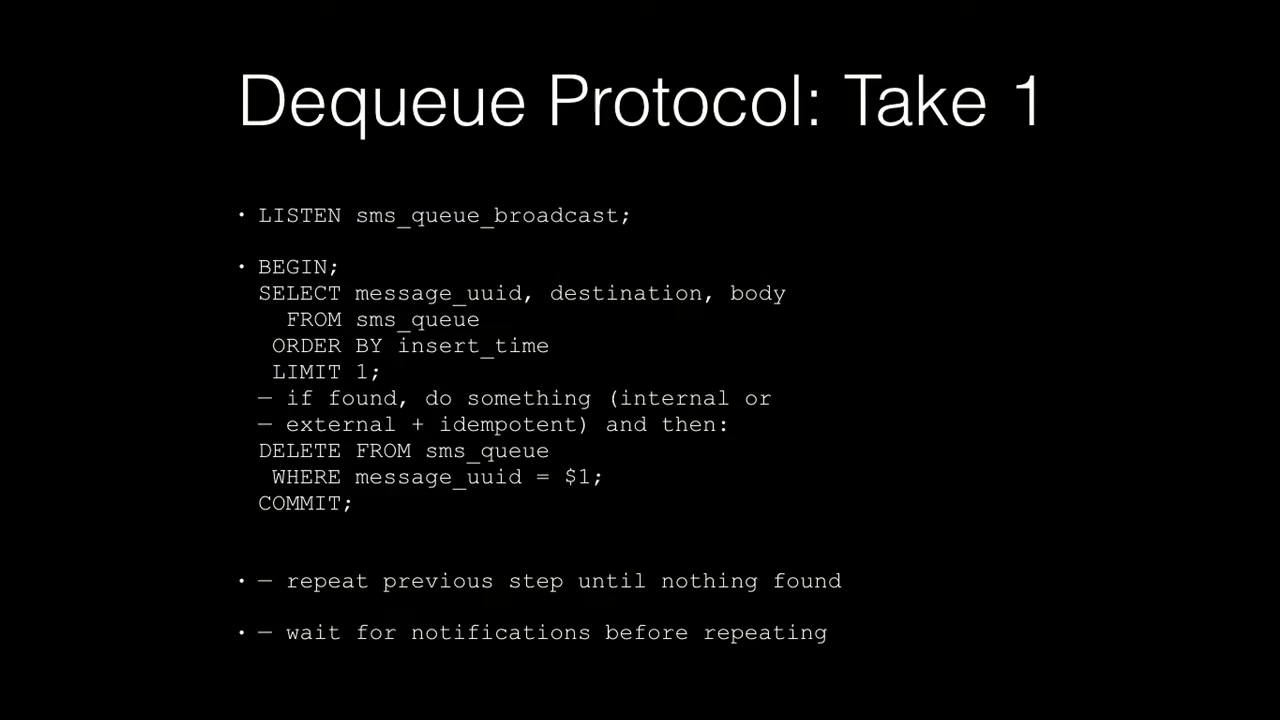 Dequeue Protocol: Take 1
• LISTEN sms_queue_broadcast;
• BEGIN;
SELECT message_uuid, destination, body
FROM sms_queue
ORDER BY insert_time
LIMIT 1;
— if found, do something (internal or
— external + idempotent) and then:
DELETE FROM sms_queue
WHERE message_uuid = $1;
COMMIT;
• — repeat previous step until nothing found
• — wait for notifications before repeating